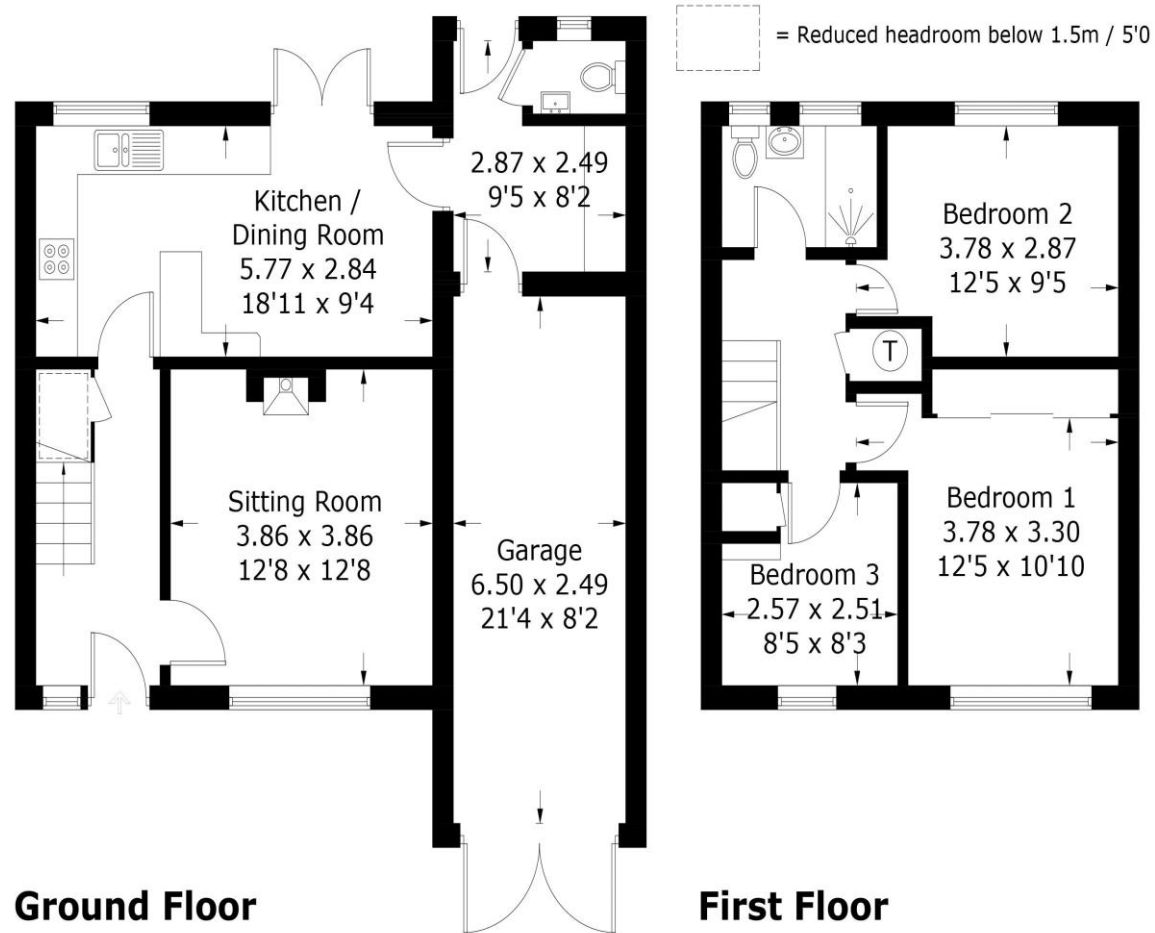 = Reduced headroom below 1.5m / 5'0
Kitchen /
Dining Room
5.77 x 2.84
18'11 x 9'4
2.87 x 2.49
9'5 x 8'2
Sitting Room
3.86 x 3.86
12'8 x 12'8
Garage
6.50 x 2.49
21'4 x 8'2
Ground Floor
Bedroom 2
3.78 x 2.87
12'5 x 9'5
T
Bedroom 1
3.78 x 3.30
12'5 x 10'10
Bedroom 3
2.57 x 2.51
8'5 x 8'3
First Floor